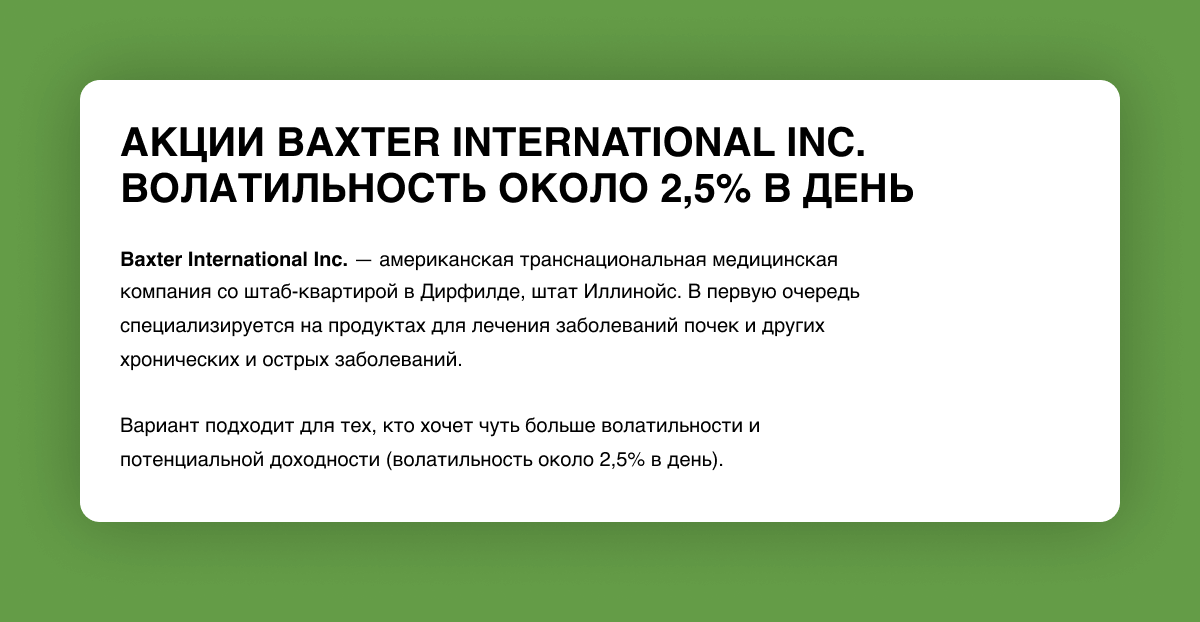 АКЦИИ BAXTER INTERNATIONAL INC.
ВОЛАТИЛЬНОСТЬ ОКОЛО 2,5% В ДЕНЬ
Baxter International Inc. — американская транснациональная медицинская
компания со штаб-квартирой в Дирфилде, штат Иллинойс. В первую очередь
специализируется на продуктах для лечения заболеваний почек и других
хронических и острых заболеваний.
Вариант подходит для тех, кто хочет чуть больше волатильности и
потенциальной доходности (волатильность около 2,5% в день).